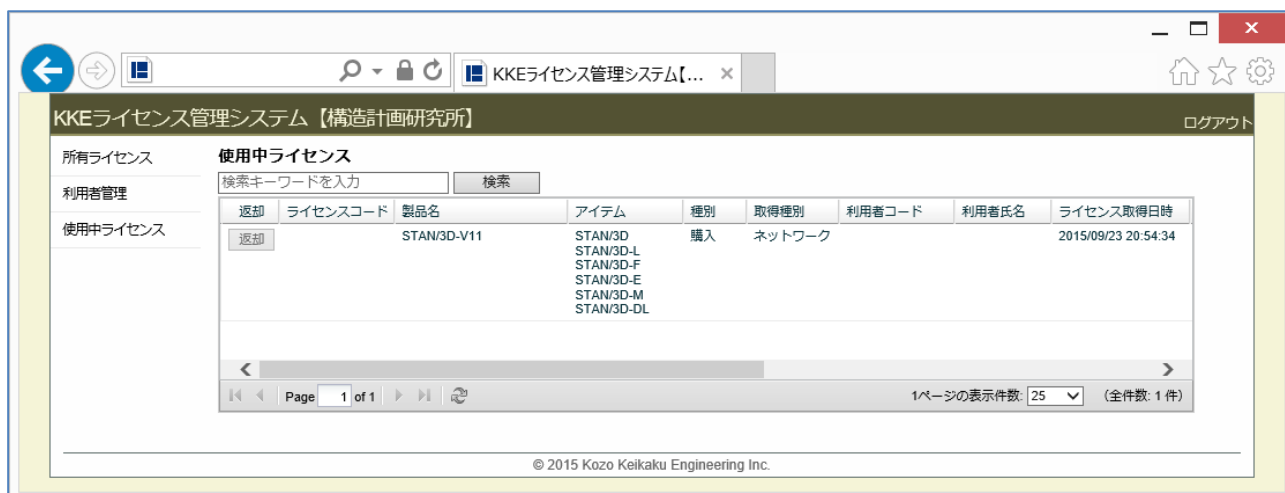 KKEライセンス管理システム【... ×
KKEライセンス管理システム【構造計画研究所】
ログアウト
所有ライセンス
利用者管理
使用中ライセンス
使用中ライセンス
検索キーワードを入力 検索
返却 ライセンスコード 製品名 アイテム 種別 取得種別 利用者コード 利用者氏名 ライセンス取得日時
返却 STAN/3D-V11 STAN/3D 購入 ネットワーク 2015/09/23 20:54:34
STAN/3D-L
STAN/3D-F
STAN/3D-E
STAN/3D-M
STAN/3D-DL
Page 1 of 1 1ページの表示件数: 25 (全件数: 1 件)
© 2015 Kozo Keikaku Engineering Inc.